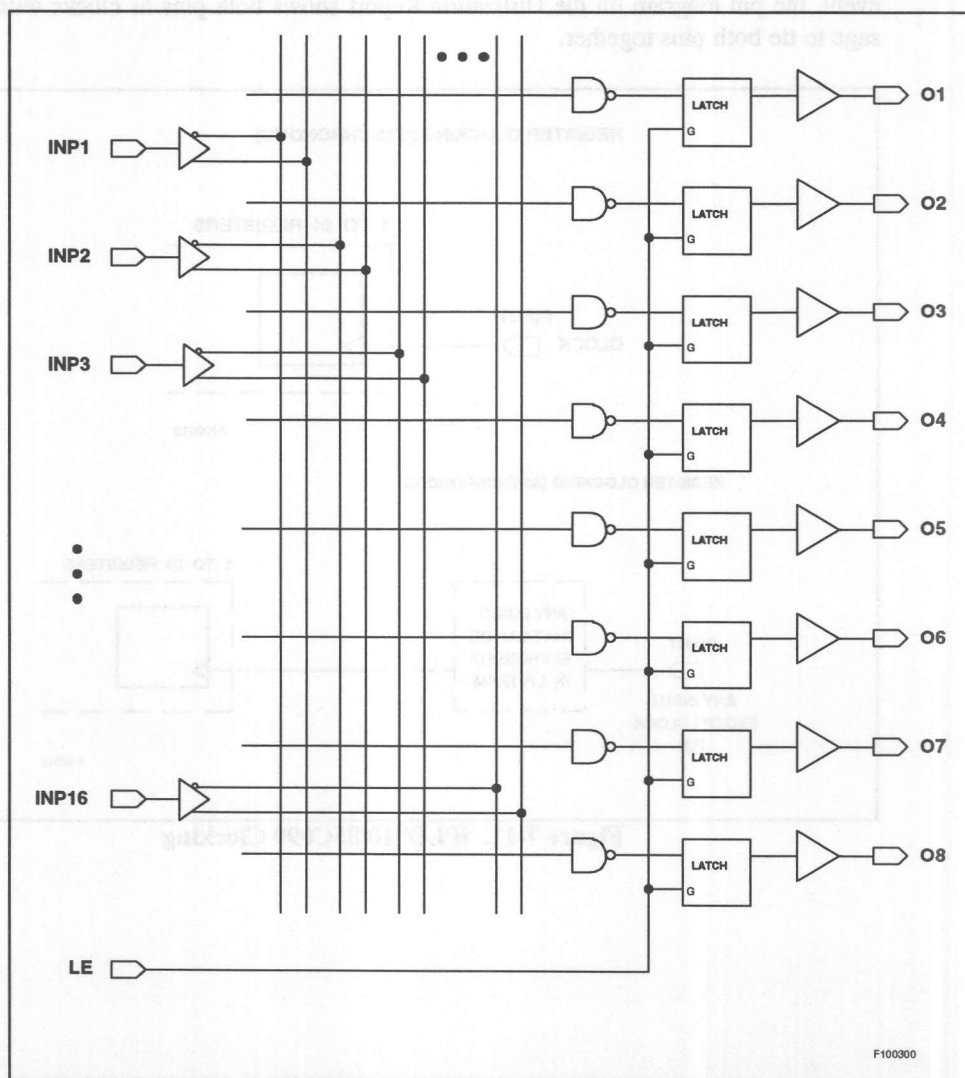 O1
LATCH
G
INP1
O2
LATCH
G
INP2
O3
LATCH
G
INP3
O4
LATCH
G
O5
LATCH
G
O6
LATCH
G
O7
LATCH
G
INP16
O8
LATCH
G
LE
F100300